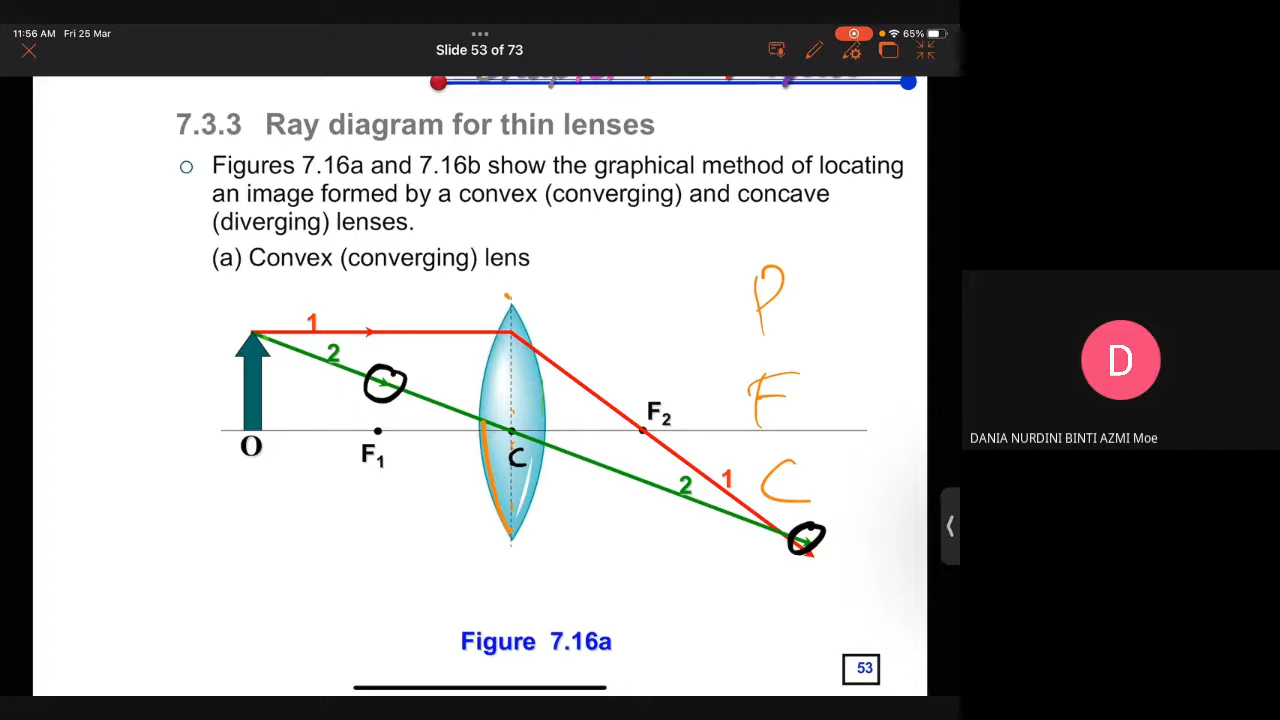 11:56 AM Fri 25 Mar
65%
Slide 53 of 73
7.3.3 Ray diagram for thin lenses
Figures 7.16a and 7.16b show the graphical method of locating
an image formed by a convex (converging) and concave
(diverging) lenses.
(a) Convex (converging) lens
P
1
2
F
F2
O
F1
C
2
1
C
D
DANIA NURDINI BINTI AZMI Moe
Figure 7.16a
53